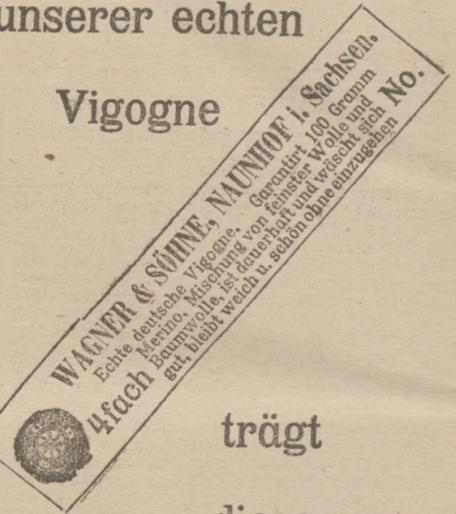 unserer echten
Vigogne
WAGNER & SÖHNE, NAUNHOF i. Sachsen.
Echte deutsche Vigogne. Garantirt 100 Gramm
Merino. Mischung von feinster Wolle und
4fach Baumwolle, ist dauerhaft und wäscht sich No.
gut, bleibt weich u. schön ohne einzugehen
trägt